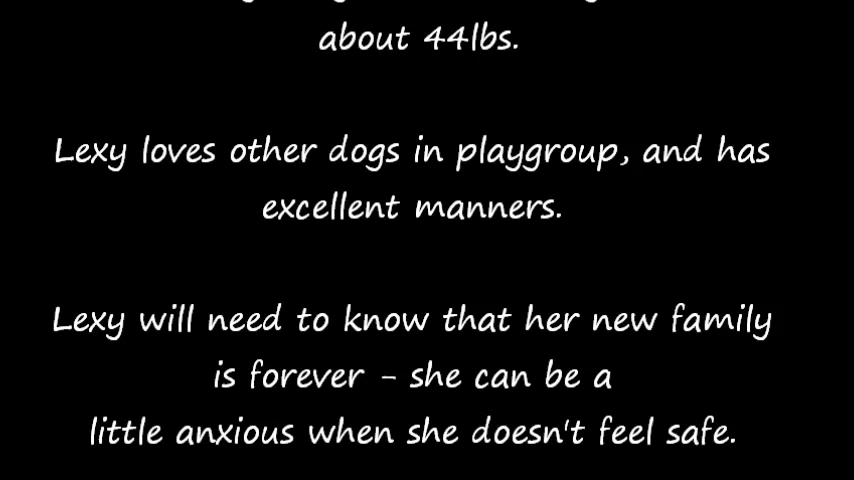 about 44lbs.
Lexy loves other dogs in playgroup, and has
excellent manners.
Lexy will need to know that her new family
is forever - she can be a
little anxious when she doesn't feel safe.